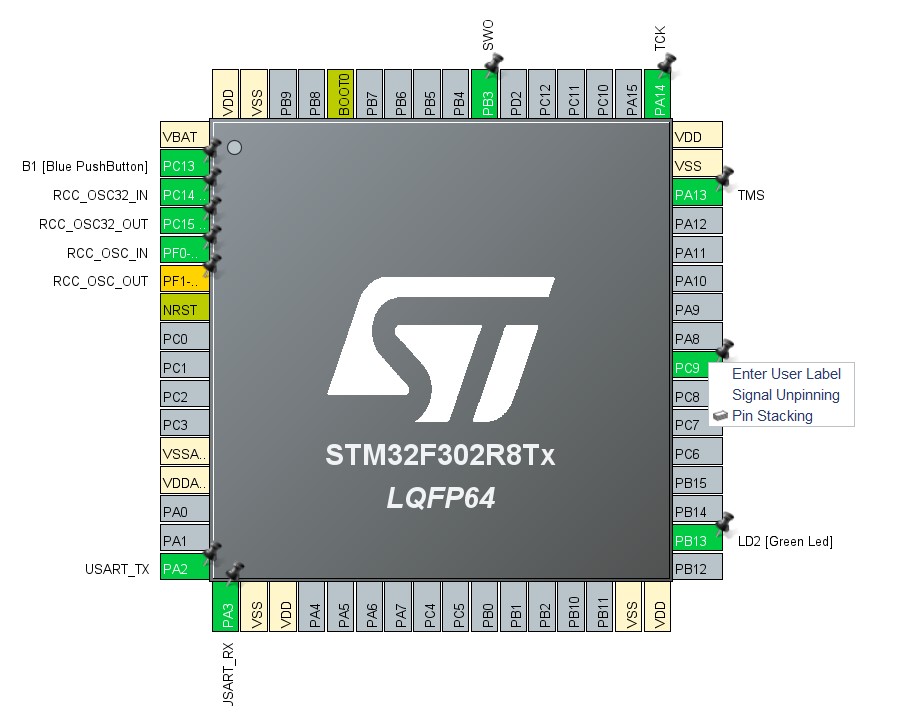 SWO
TCK
VDD
VSS
PB9
PB8
BOOT0
PB7
PB6
PB5
PB4
PB3
PD2
PC12
PC11
PC10
PA15
PA14
VBAT
B1 [Blue PushButton] PC13
RCC_OSC32_IN PC14 ..
RCC_OSC32_OUT PC15 ..
RCC_OSC_IN PF0-..
RCC_OSC_OUT PF1-..
NRST
PC0
PC1
PC2
PC3
VSSA..
VDDA..
PA0
PA1
USART_TX PA2
ST
STM32F302R8Tx
LQFP64
VDD
VSS
PA13 TMS
PA12
PA11
PA10
PA9
PA8
PC9
Enter User Label
Signal Unpinning
Pin Stacking
PC8
PC7
PC6
PB15
PB14
PB13 LD2 [Green Led]
PB12
PA3
VSS
VDD
PA4
PA5
PA6
PA7
PC4
PC5
PB0
PB1
PB2
PB10
PB11
VSS
VDD
USART_RX